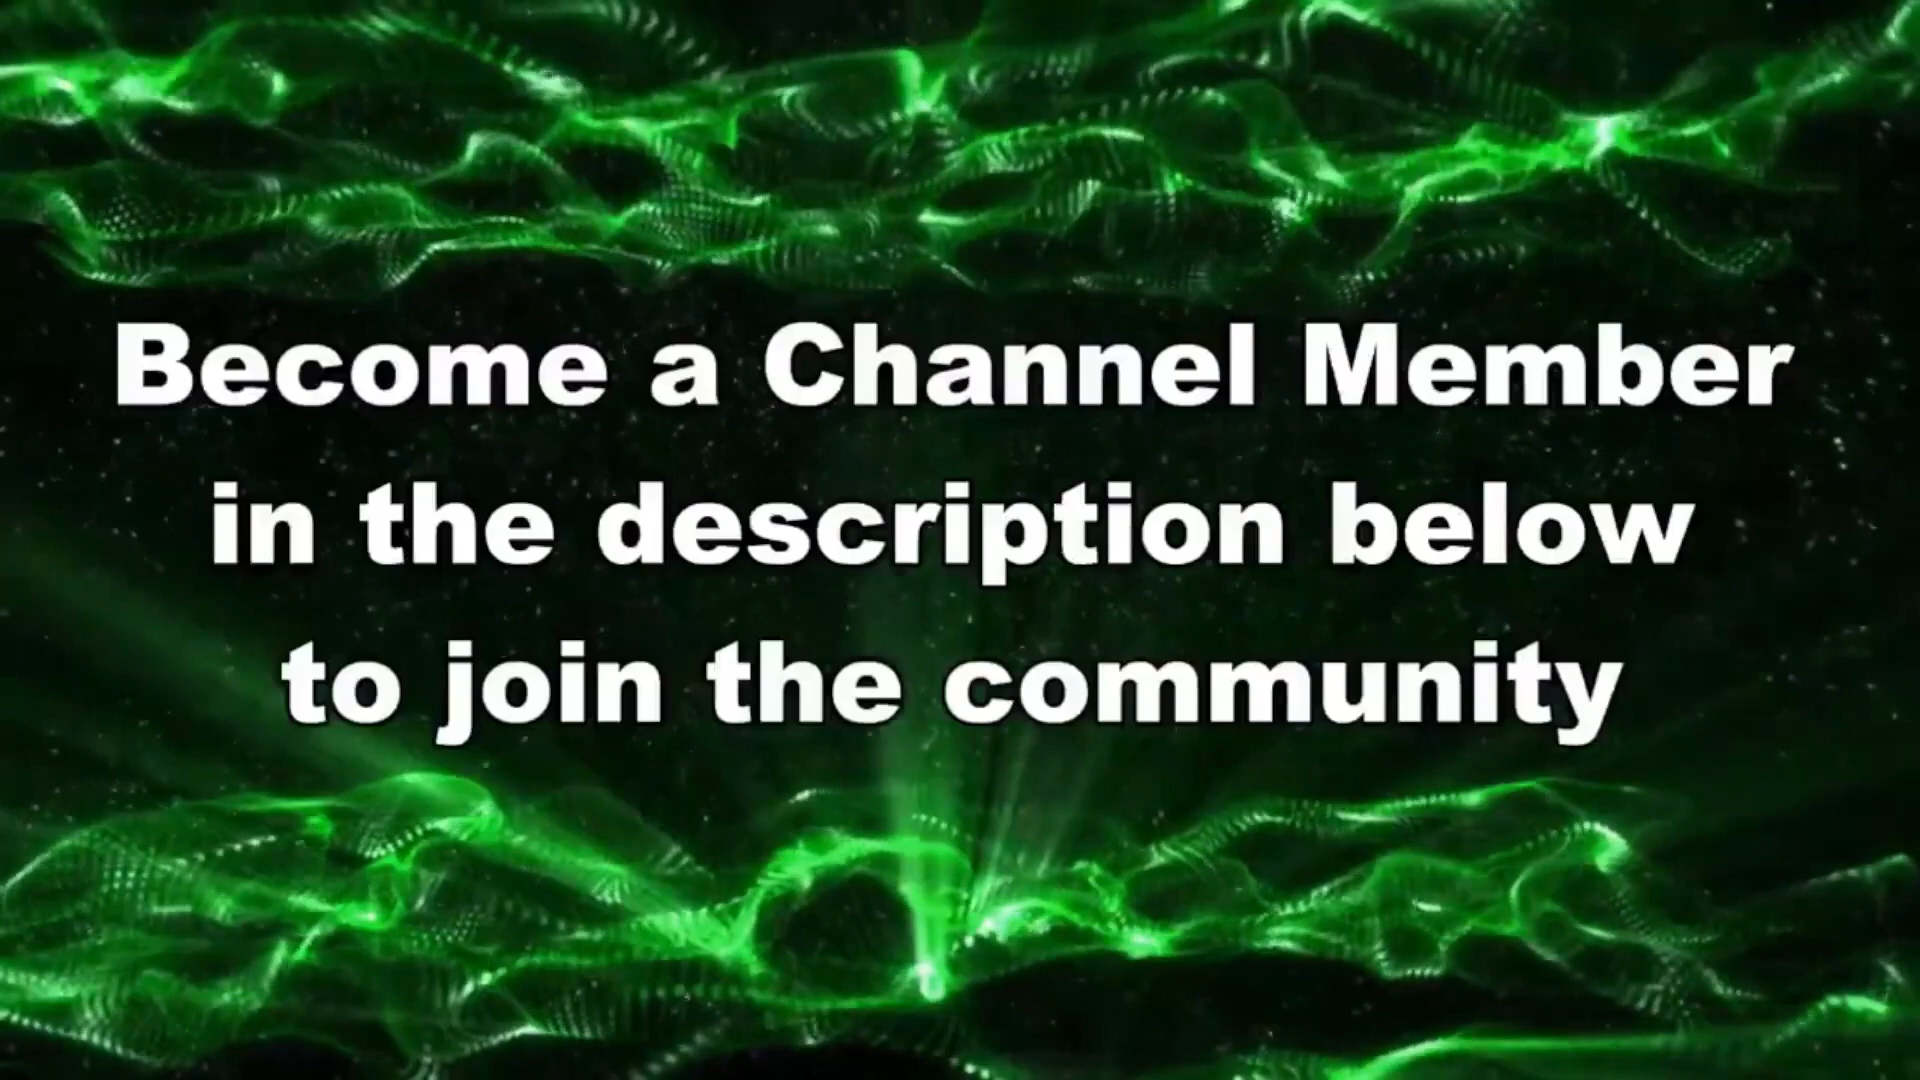 Become a Channel Member
in the description below
to join the community